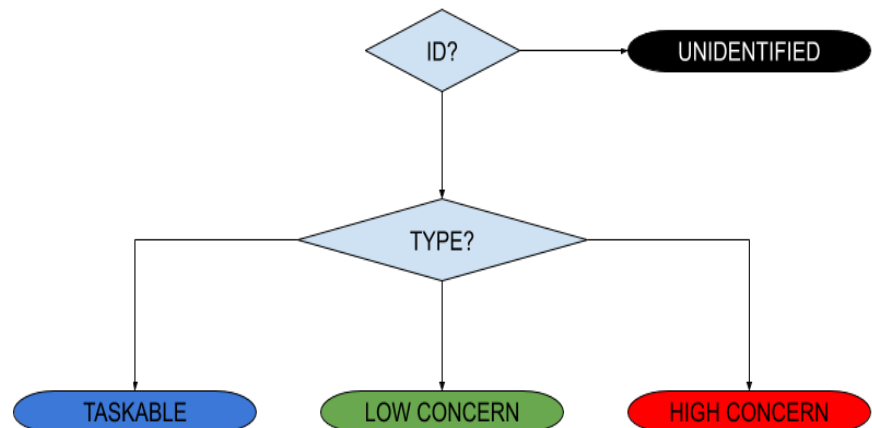 ID?
UNIDENTIFIED
TYPE?
TASKABLE
LOW CONCERN
HIGH CONCERN